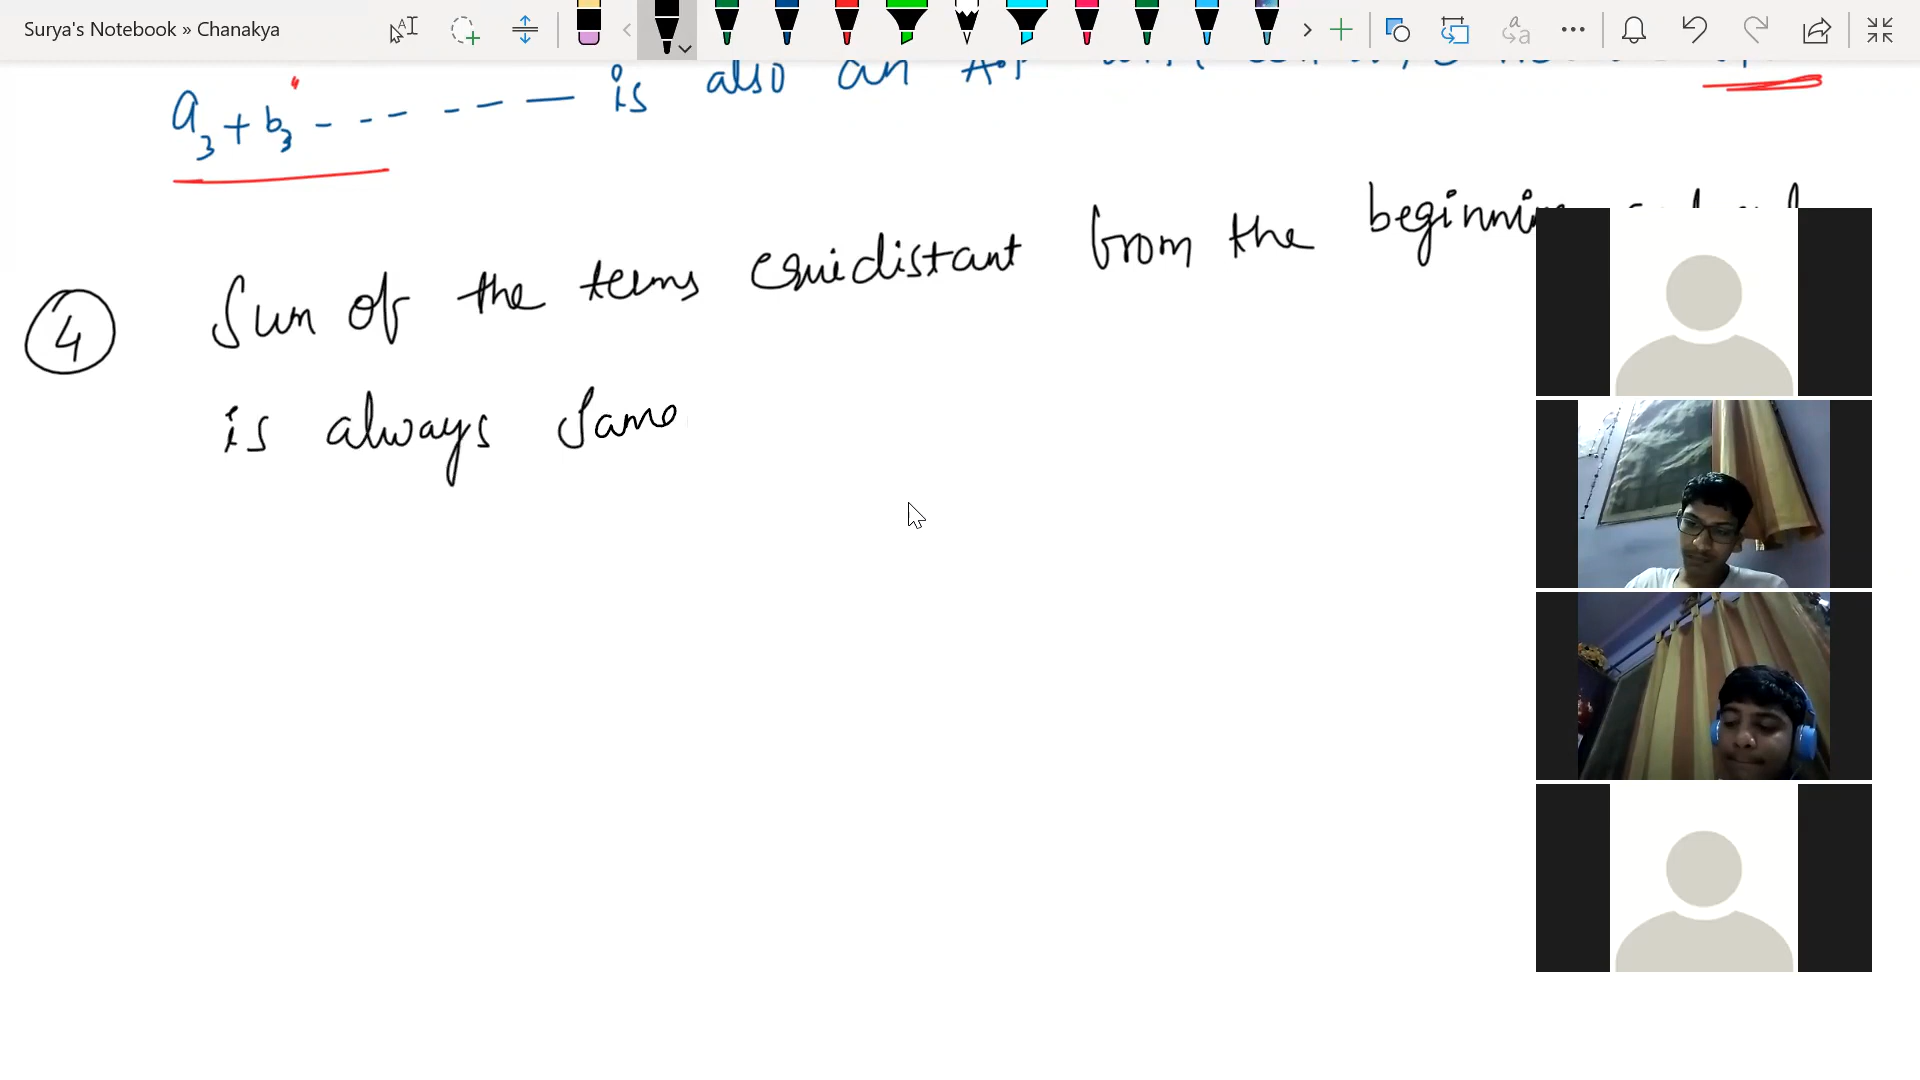 Surya's Notebook » Chanakya
is also an A.P
a₃ + b₃ - - - - - - — 
4 Sum of the terms equidistant from the
is always same